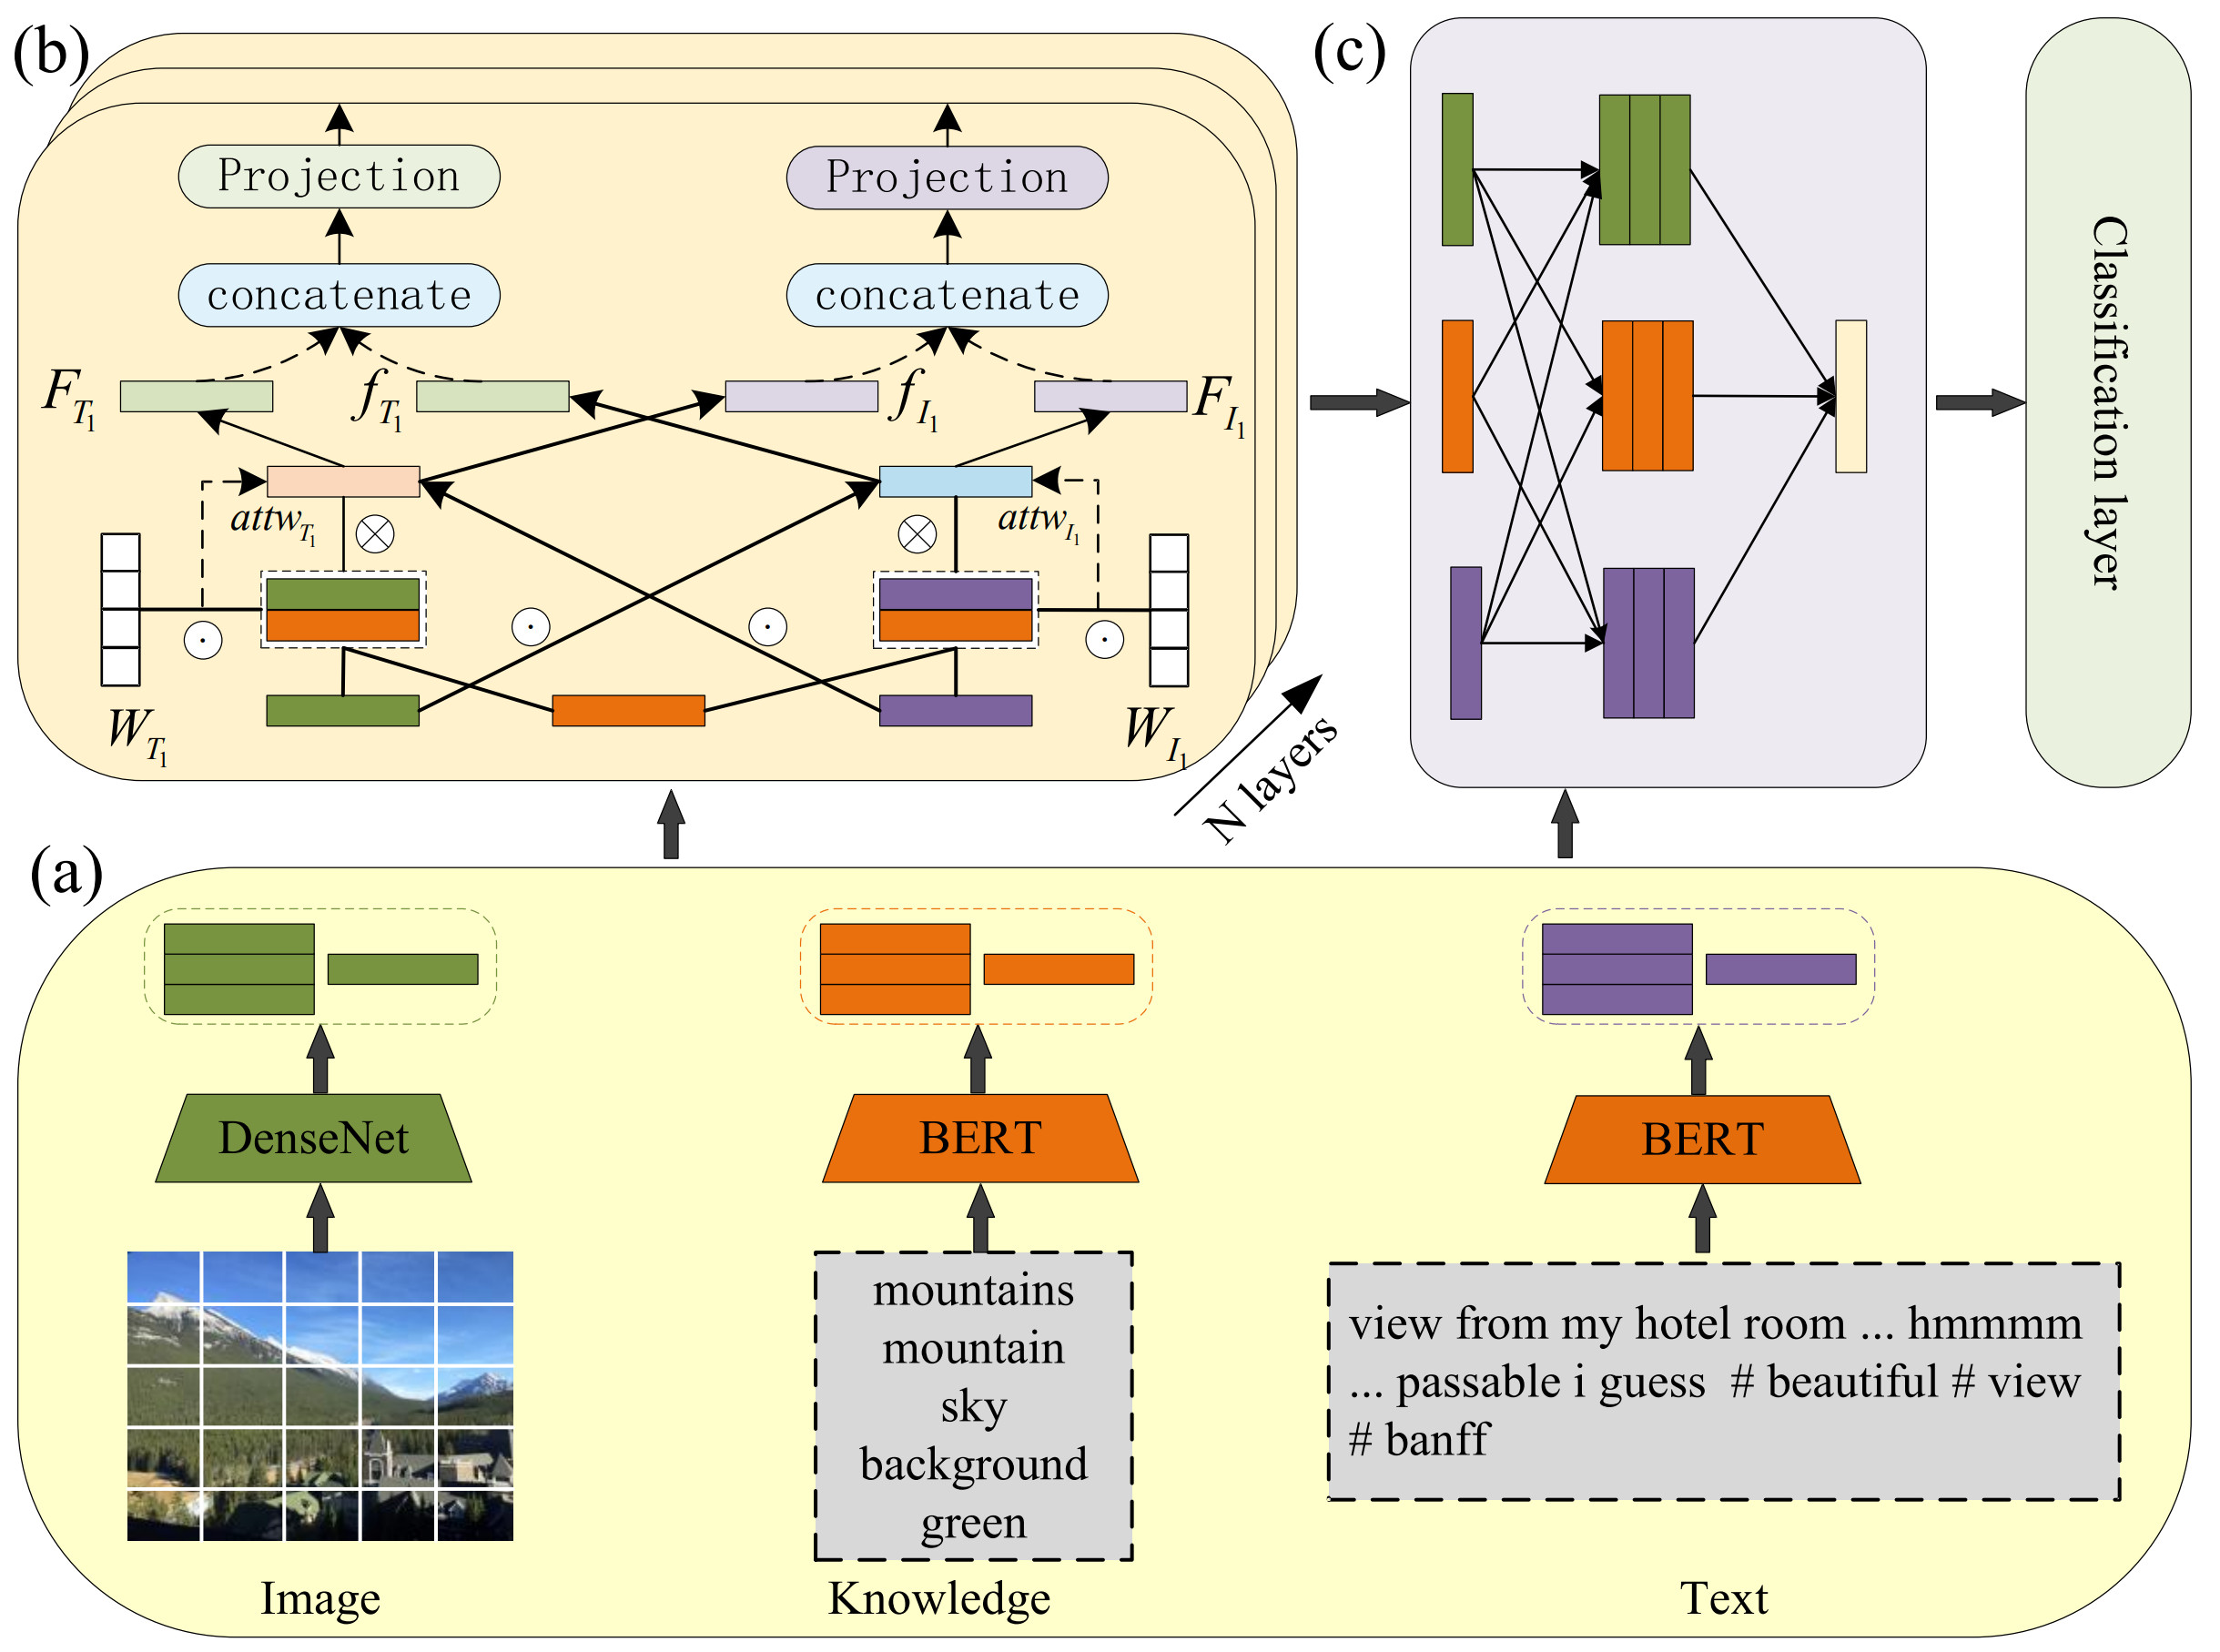 (b)
Projection
Projection
concatenate
concatenate
F_{T_1}
f_{T_1}
f_{I_1}
F_{I_1}
attw_{T_1}
attw_{I_1}
W_{T_1}
W_{I_1}
N layers
(c)
Classification layer
(a)
DenseNet
BERT
BERT
mountains
mountain
sky
background
green
view from my hotel room ... hmmmm
... passable i guess # beautiful # view
# banff
Image
Knowledge
Text